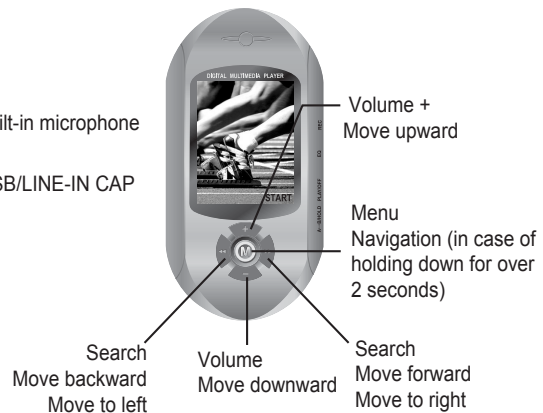 DIGITAL MULTIMEDIA PLAYER
START
M
REC
EQ
PLAY/OFF
ilt-in microphone
SB/LINE-IN CAP
Volume +
Move upward
Menu
Navigation (in case of
holding down for over
2 seconds)
Search
Move backward
Move to left
Volume
Move downward
Search
Move forward
Move to right